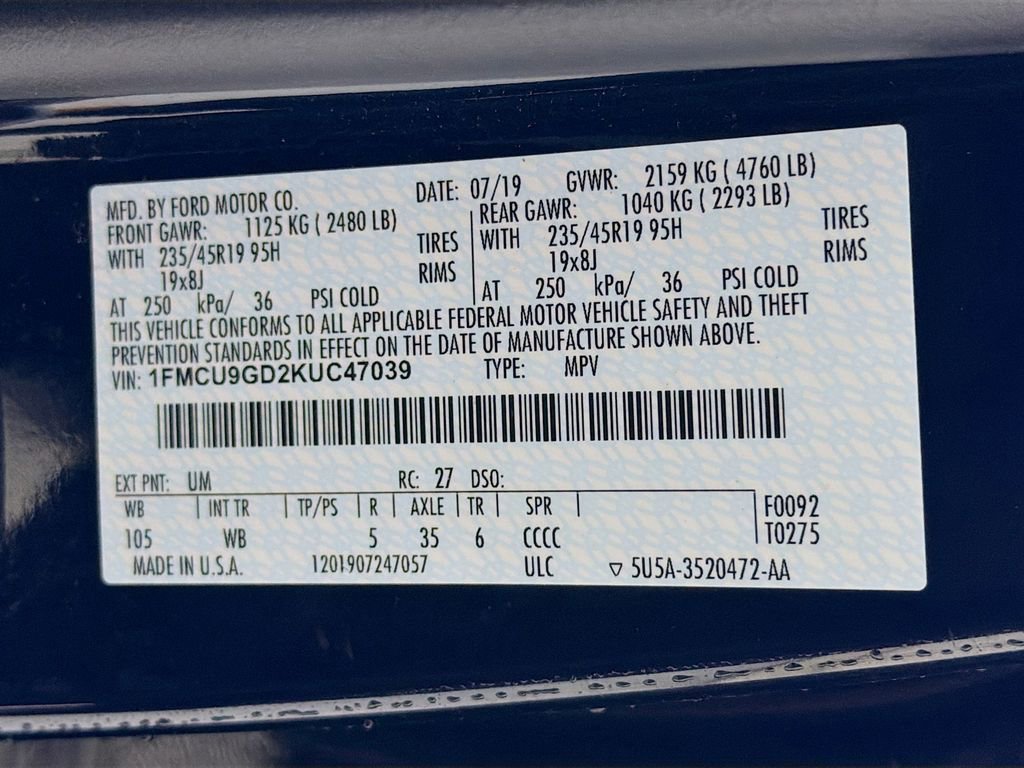 MFD. BY FORD MOTOR CO. DATE: 07/19 GVWR: 2159 KG ( 4760 LB)
FRONT GAWR: 1125 KG ( 2480 LB) REAR GAWR: 1040 KG ( 2293 LB)
WITH 235/45R19 95H TIRES WITH 235/45R19 95H TIRES
19x8J RIMS 19x8J RIMS
AT 250 kPa/ 36 PSI COLD AT 250 kPa/ 36 PSI COLD
THIS VEHICLE CONFORMS TO ALL APPLICABLE FEDERAL MOTOR VEHICLE SAFETY AND THEFT
PREVENTION STANDARDS IN EFFECT ON THE DATE OF MANUFACTURE SHOWN ABOVE.
VIN: 1FMCU9GD2KUC47039 TYPE: MPV
EXT PNT: UM RC: 27 DSO:
WB INT TR TP/PS R AXLE TR SPR F0092
105 WB 5 35 6 CCCC T0275
MADE IN U.S.A. 1201907247057 ULC ▽ 5U5A-3520472-AA